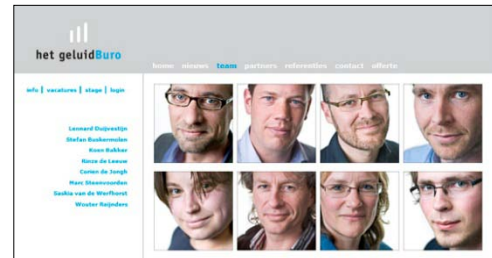 het geluidBuro
home nieuws team partners referenties contact offerte
info | vacatures | stage | login
Leonard Duijvestijn
Stefan Buskermolen
Koen Bakker
Rinze de Leeuw
Corien de Jongh
Marc Steenvoorden
Saskia van de Werfhorst
Wouter Reijnders